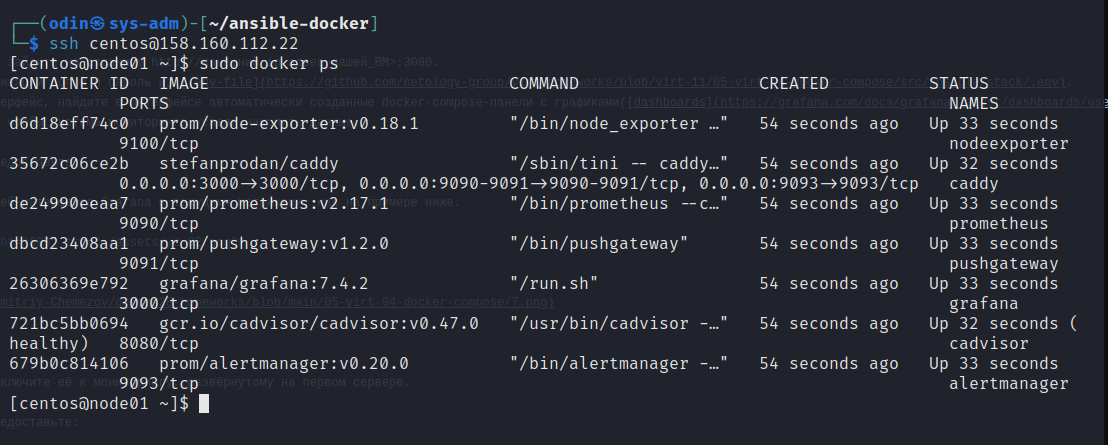 ┌──(odin㉿sys-adm)-[~/ansible-docker]
└─$ ssh centos@158.160.112.22
[centos@node01 ~]$ sudo docker ps
CONTAINER ID   IMAGE                              COMMAND                  CREATED          STATUS
           PORTS                                                                              NAMES
d6d18eff74c0   prom/node-exporter:v0.18.1         "/bin/node_exporter …"   54 seconds ago   Up 33 seconds
           9100/tcp                                                                           nodeexporter
35672c06ce2b   stefanprodan/caddy                 "/sbin/tini -- caddy…"   54 seconds ago   Up 32 seconds
           0.0.0.0:3000->3000/tcp, 0.0.0.0:9090-9091->9090-9091/tcp, 0.0.0.0:9093->9093/tcp   caddy
de24990eeaa7   prom/prometheus:v2.17.1            "/bin/prometheus --c…"   54 seconds ago   Up 33 seconds
           9090/tcp                                                                           prometheus
dbcd23408aa1   prom/pushgateway:v1.2.0            "/bin/pushgateway"       54 seconds ago   Up 33 seconds
           9091/tcp                                                                           pushgateway
26306369e792   grafana/grafana:7.4.2              "/run.sh"                54 seconds ago   Up 33 seconds
           3000/tcp                                                                           grafana
721bc5bb0694   gcr.io/cadvisor/cadvisor:v0.47.0   "/usr/bin/cadvisor -…"   54 seconds ago   Up 32 seconds (
healthy)   8080/tcp                                                                           cadvisor
679b0c814106   prom/alertmanager:v0.20.0          "/bin/alertmanager -…"   54 seconds ago   Up 33 seconds
           9093/tcp                                                                           alertmanager
[centos@node01 ~]$